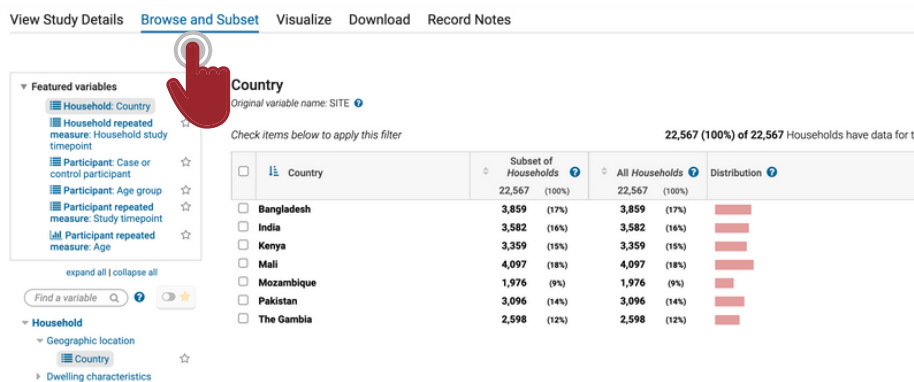 View Study Details Browse and Subset Visualize Download Record Notes
Featured variables
Household: Country
Household repeated
measure: Household study
timepoint
Participant: Case or
control participant
Participant: Age group
Participant repeated
measure: Study timepoint
Participant repeated
measure: Age
expand all | collapse all
Find a variable
Household
Geographic location
Country
Dwelling characteristics
Country
Original variable name: SITE
Check items below to apply this filter
22,567 (100%) of 22,567 Households have data for
Country Subset of Households All Households Distribution
22,567 (100%) 22,567 (100%)
Bangladesh 3,859 (17%) 3,859 (17%)
India 3,582 (16%) 3,582 (16%)
Kenya 3,359 (15%) 3,359 (15%)
Mali 4,097 (18%) 4,097 (18%)
Mozambique 1,976 (9%) 1,976 (9%)
Pakistan 3,096 (14%) 3,096 (14%)
The Gambia 2,598 (12%) 2,598 (12%)